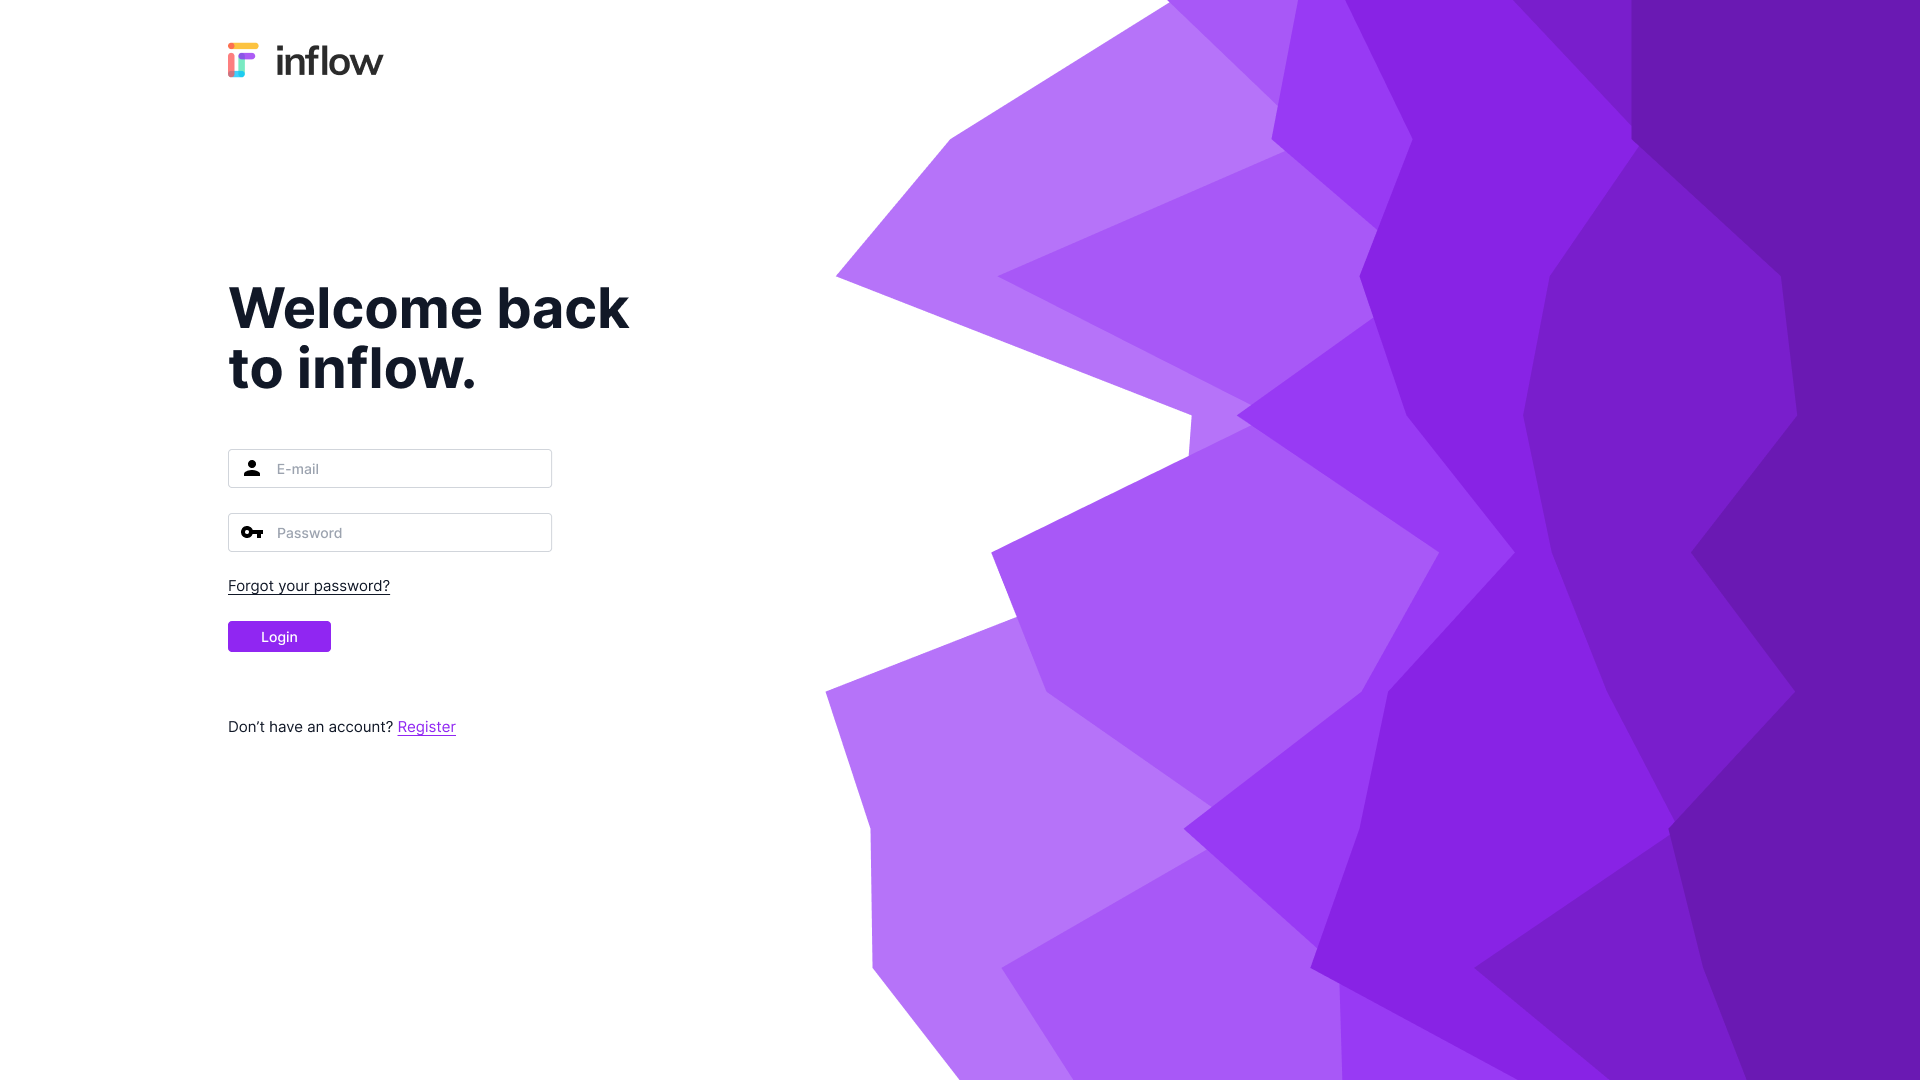 inflow
Welcome back
to inflow.
E-mail
Password
Forgot your password?
Login
Don’t have an account? Register